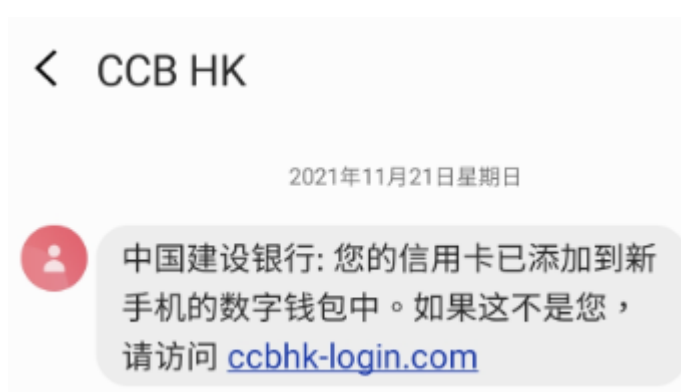 CCB HK
2021年11月21日星期日
中国建设银行: 您的信用卡已添加到新
手机的数字钱包中。如果这不是您，
请访问 ccbhk-login.com